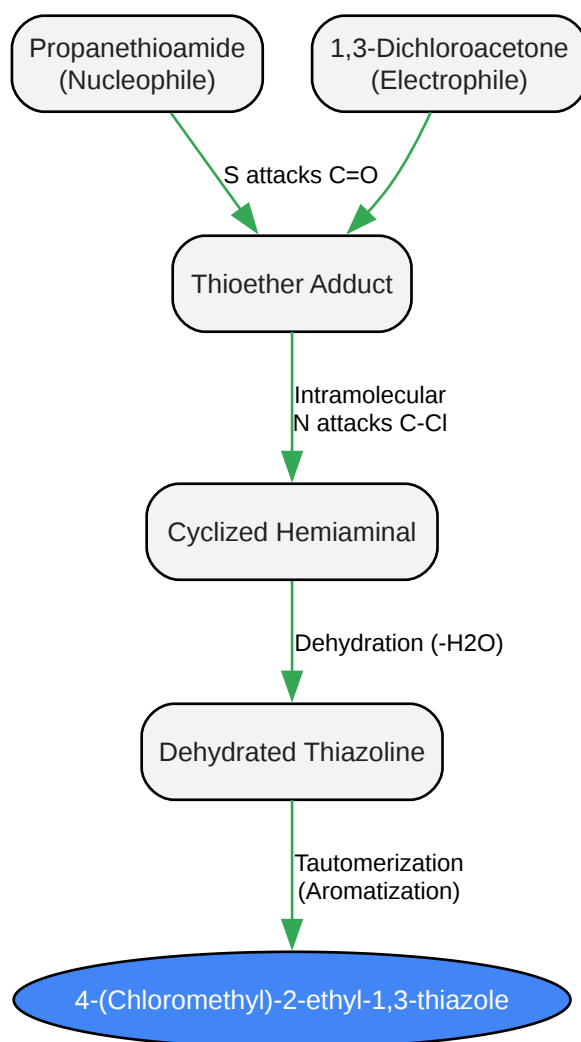 Propanethioamide
(Nucleophile)
1,3-Dichloroacetone
(Electrophile)
S attacks C=O
Thioether Adduct
Intramolecular
N attacks C-Cl
Cyclized Hemiaminal
Dehydration (-H2O)
Dehydrated Thiazoline
Tautomerization
(Aromatization)
4-(Chloromethyl)-2-ethyl-1,3-thiazole